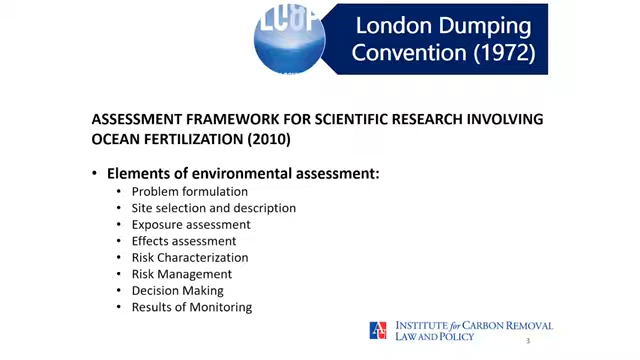 LC LP
London Dumping
Convention (1972)
ASSESSMENT FRAMEWORK FOR SCIENTIFIC RESEARCH INVOLVING
OCEAN FERTILIZATION (2010)
• Elements of environmental assessment:
• Problem formulation
• Site selection and description
• Exposure assessment
• Effects assessment
• Risk Characterization
• Risk Management
• Decision Making
• Results of Monitoring
INSTITUTE for CARBON REMOVAL
LAW AND POLICY
3